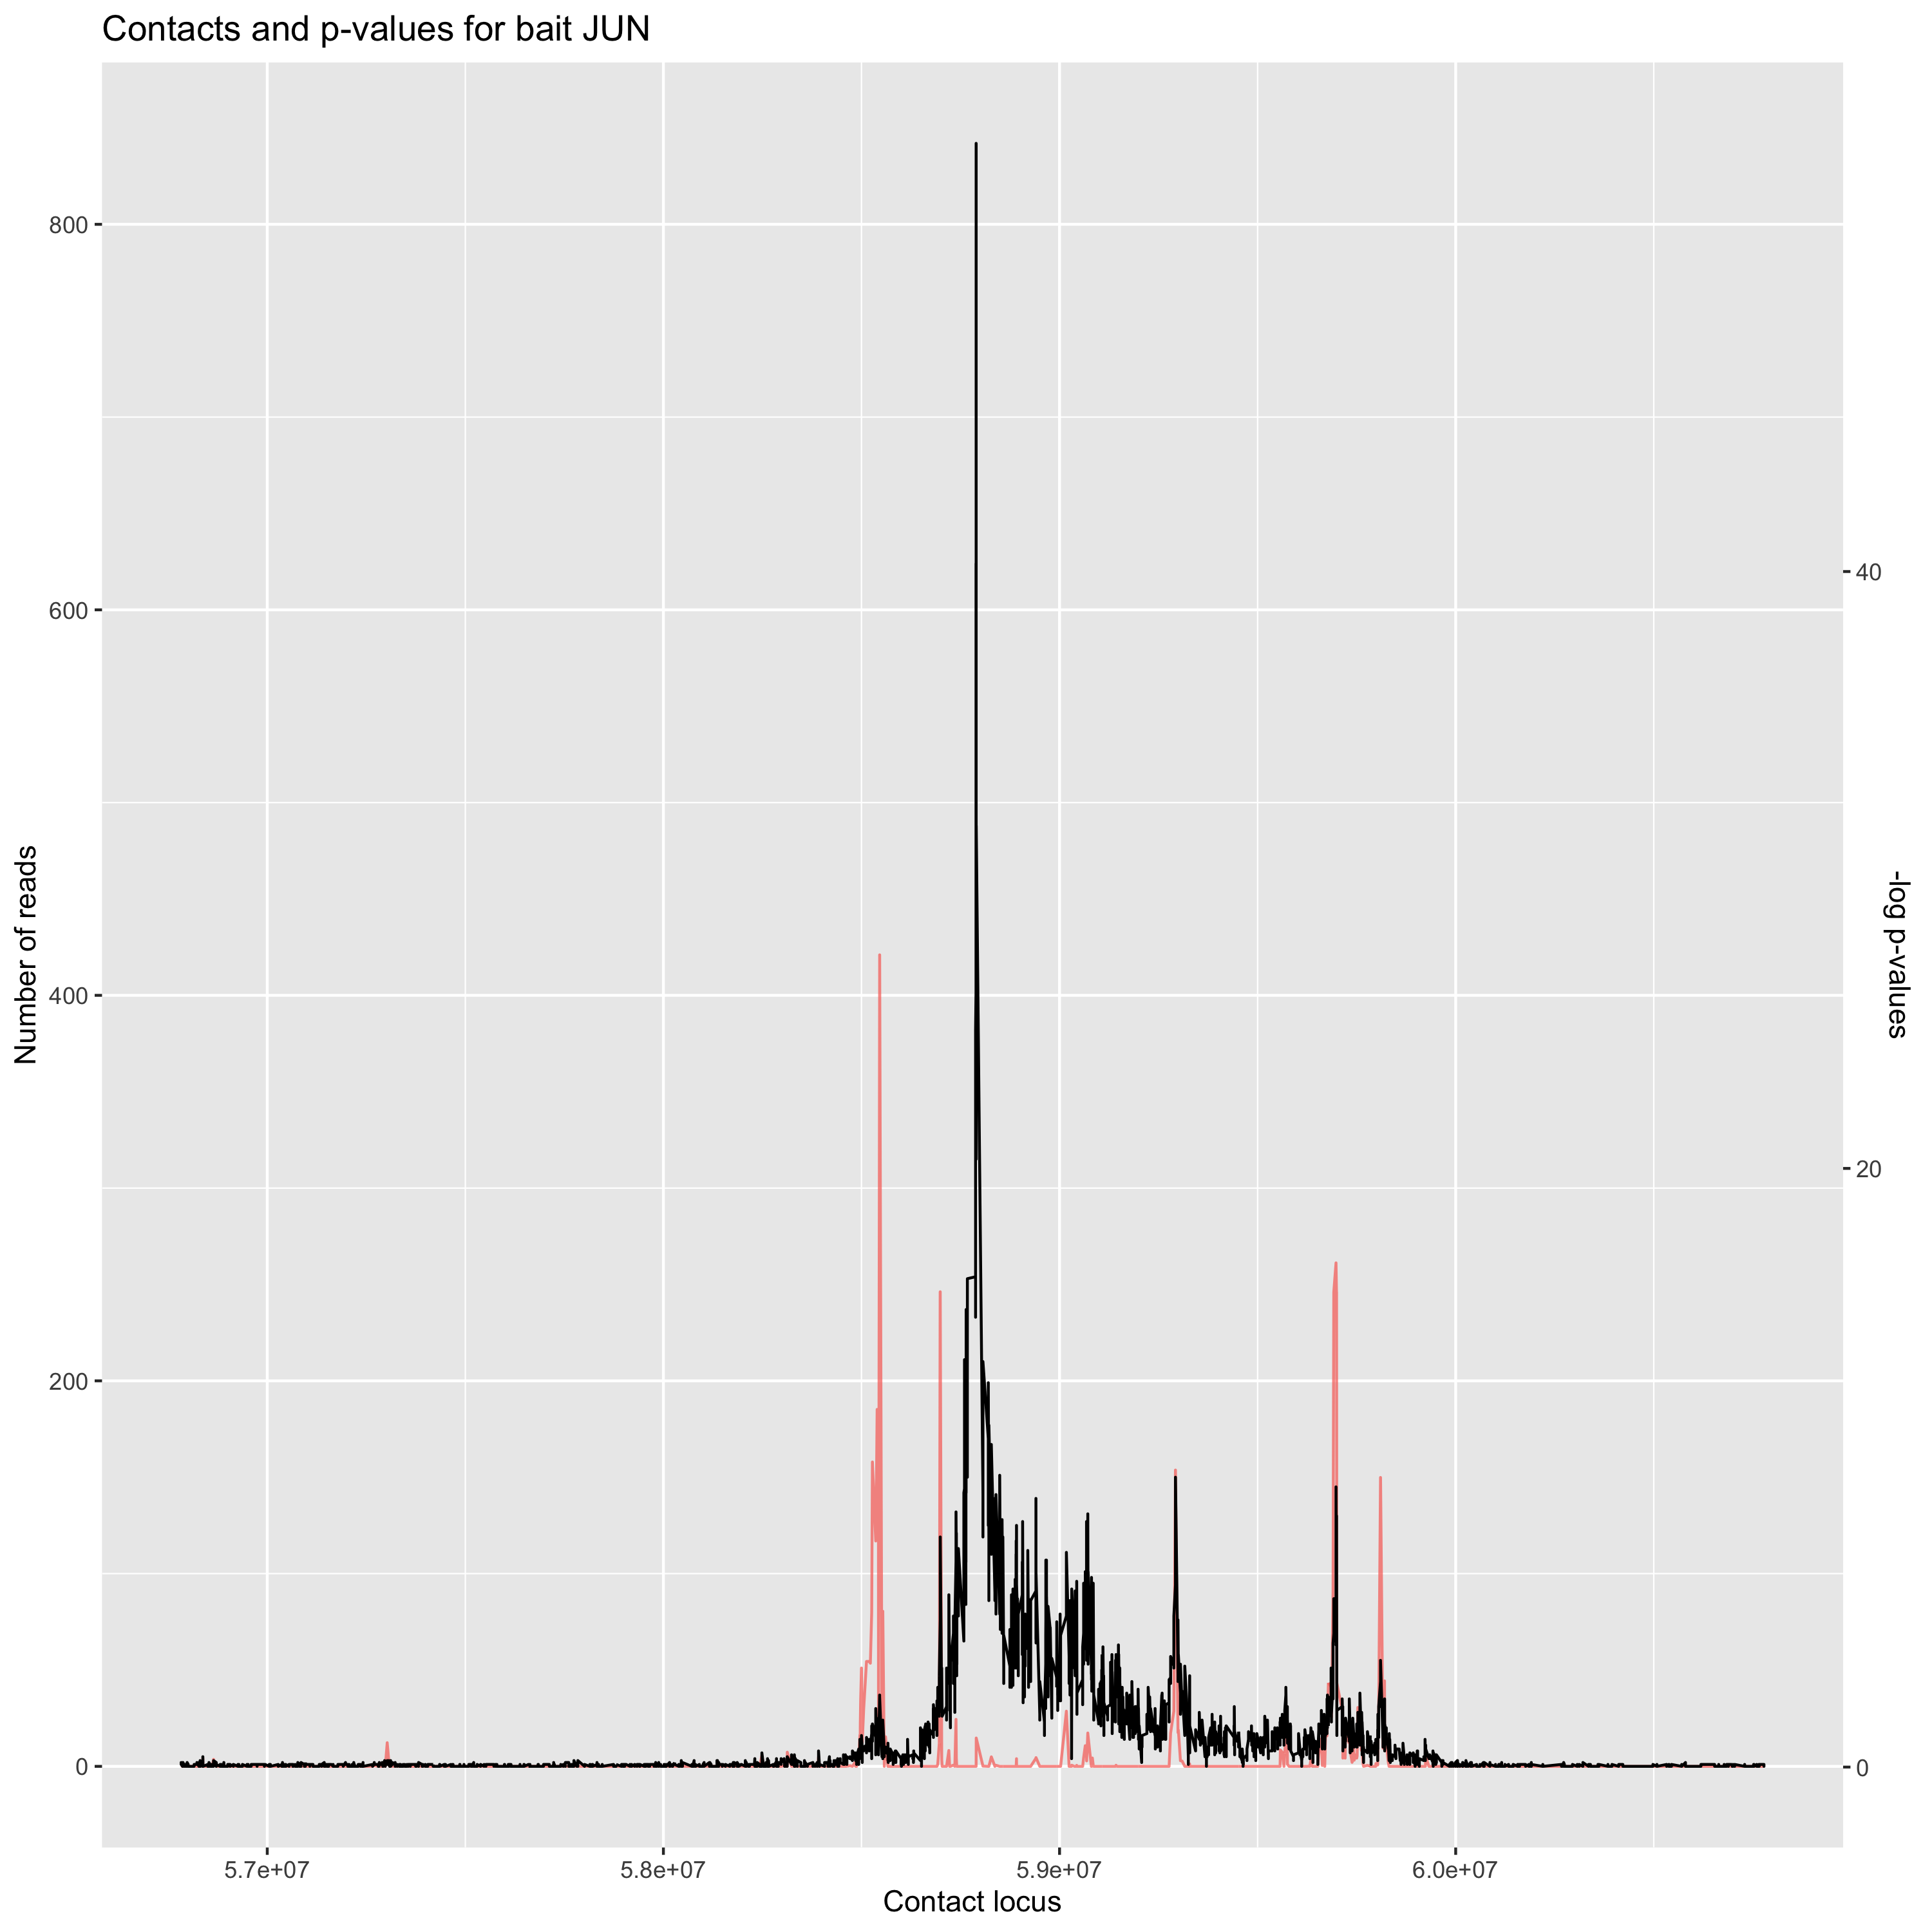 Contacts and p-values for bait JUN
800
600
400
200
0
Number of reads
40
20
0
-log p-values
5.7e+07
5.8e+07
5.9e+07
6.0e+07
Contact locus